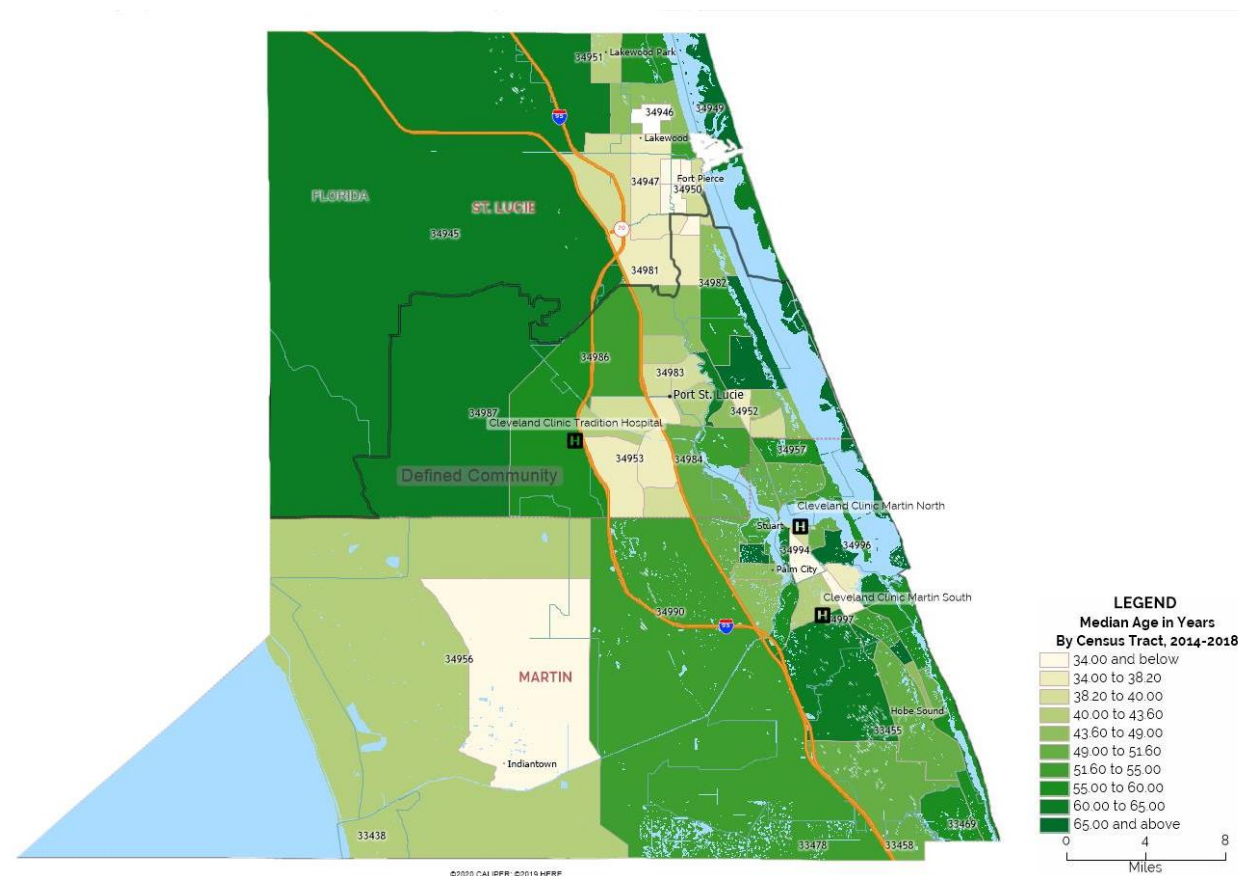 34951
Lakewood Park
95
34946
34949
Lakewood
FLORIDA
34947
Fort Pierce
34950
ST. LUCIE
34945
70
34981
34982
34986
34983
Port St. Lucie
34987
34952
Cleveland Clinic Tradition Hospital
H
34957
34953
34984
Defined Community
Cleveland Clinic Martin North
Stuart
H
34994
34996
Palm City
Cleveland Clinic Martin South
34990
H
34997
95
34956
MARTIN
Hobe Sound
33455
Indiantown
33438
33478
33458
33469
©2020 CALIPER; ©2019 HERE
LEGEND
Median Age in Years
By Census Tract, 2014-2018
34.00 and below
34.00 to 38.20
38.20 to 40.00
40.00 to 43.60
43.60 to 49.00
49.00 to 51.60
51.60 to 55.00
55.00 to 60.00
60.00 to 65.00
65.00 and above
0 4 8
Miles